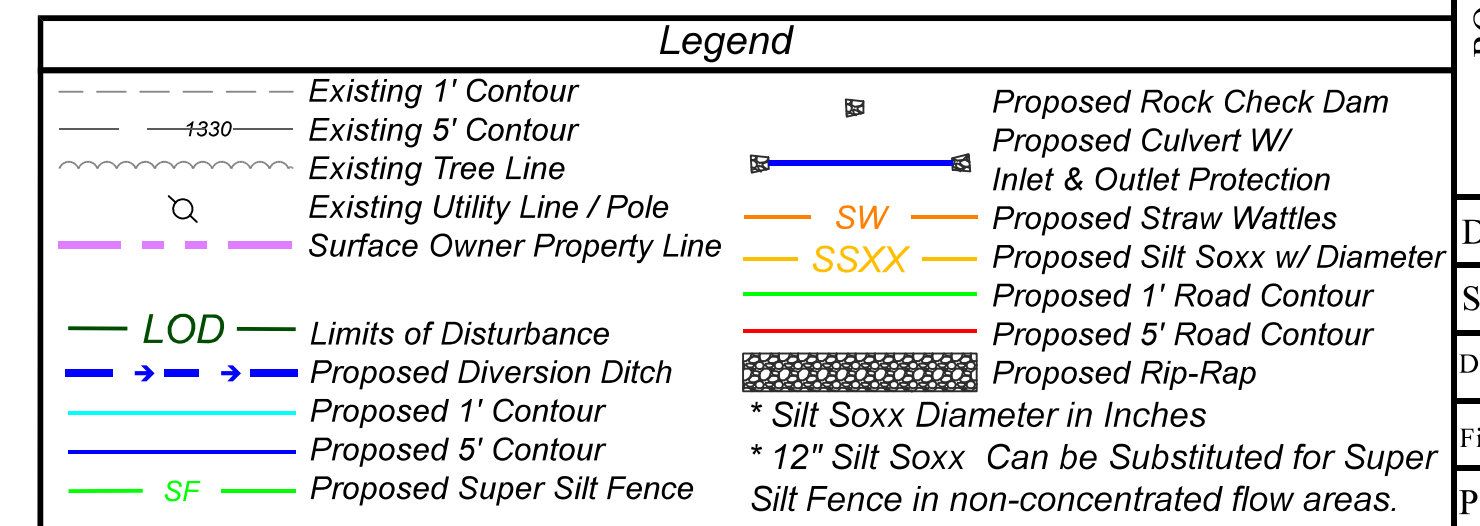 Legend
Existing 1' Contour
1330
Existing 5' Contour
Existing Tree Line
Existing Utility Line / Pole
Surface Owner Property Line
LOD
Limits of Disturbance
Proposed Diversion Ditch
Proposed 1' Contour
Proposed 5' Contour
SF
Proposed Super Silt Fence
Proposed Rock Check Dam
Proposed Culvert W/
Inlet & Outlet Protection
SW
Proposed Straw Wattles
SSXX
Proposed Silt Soxx w/ Diameter
Proposed 1' Road Contour
Proposed 5' Road Contour
Proposed Rip-Rap
* Silt Soxx Diameter in Inches
* 12" Silt Soxx Can be Substituted for Super
Silt Fence in non-concentrated flow areas.